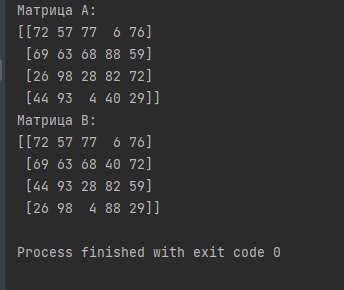 Матрица A:
[[72 57 77  6 76]
 [69 63 68 88 59]
 [26 98 28 82 72]
 [44 93  4 40 29]]
Матрица B:
[[72 57 77  6 76]
 [69 63 68 40 72]
 [44 93 28 82 59]
 [26 98  4 88 29]]
Process finished with exit code 0